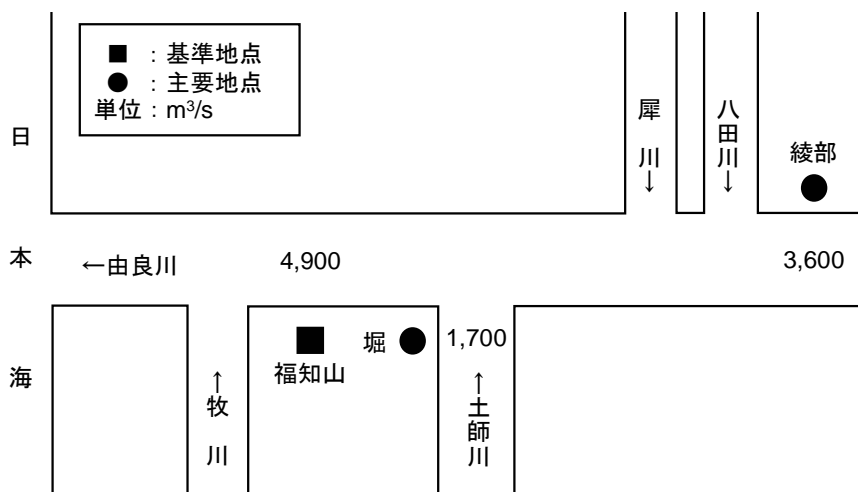 ■：基準地点
●：主要地点
単位：m³/s
日本海
犀川↓
八田川↓
綾部
←由良川
4,900
3,600
堀
1,700
福知山
↑牧川
↑土師川